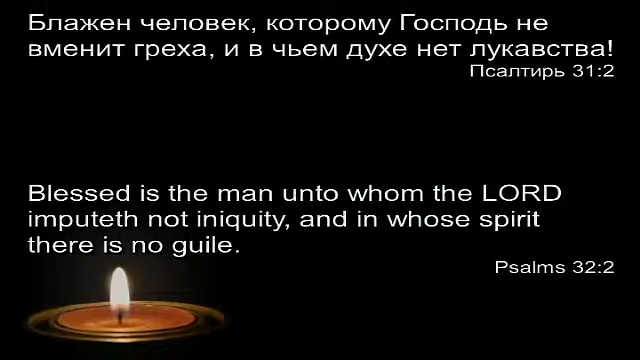 Блажен человек, которому Господь не
вменит греха, и в чьем духе нет лукавства!
Псалтирь 31:2
Blessed is the man unto whom the LORD
imputeth not iniquity, and in whose spirit
there is no guile.
Psalms 32:2